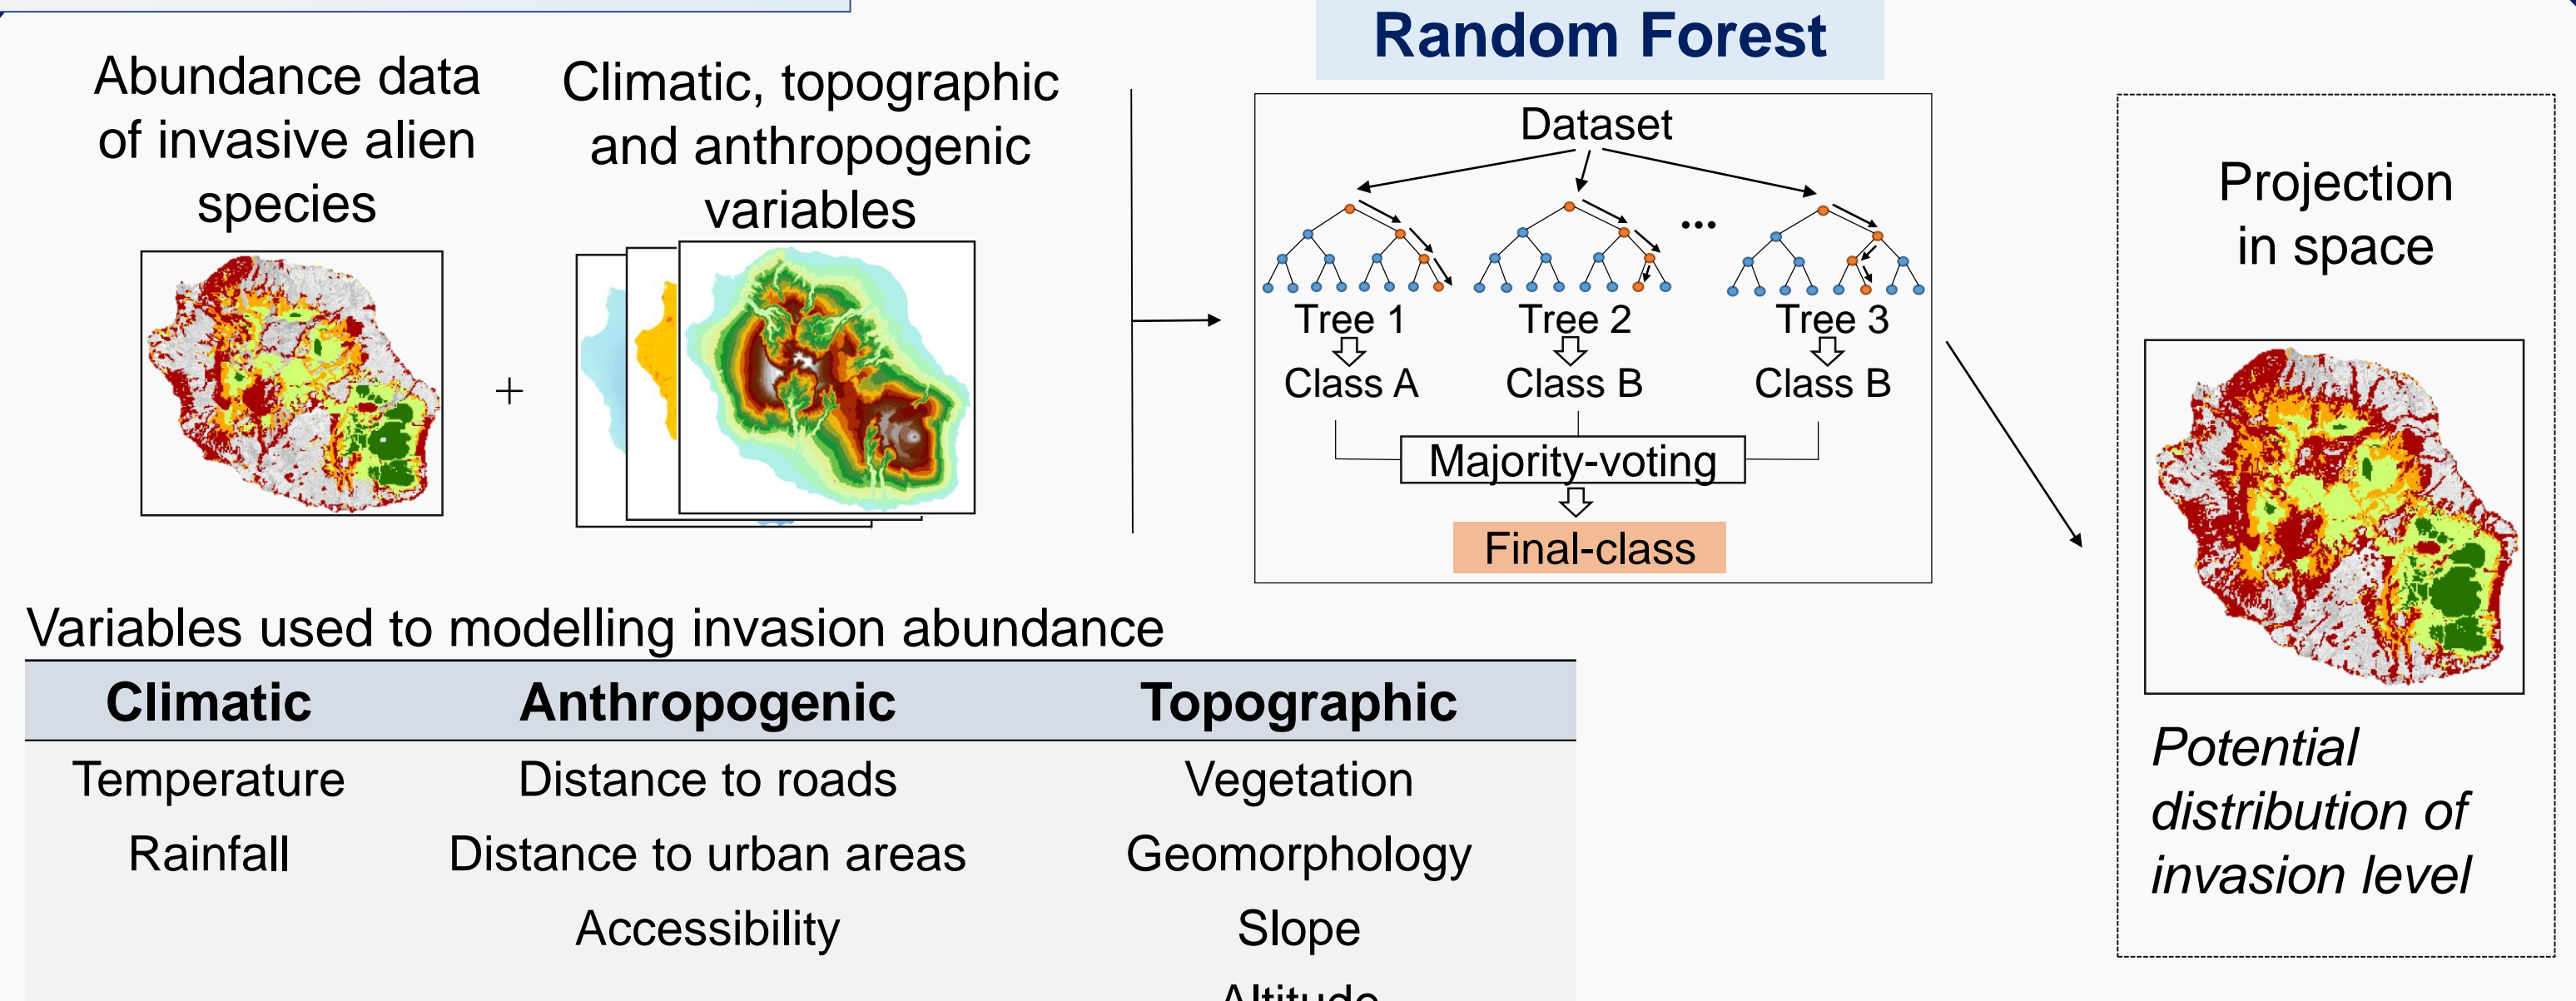 Random Forest
Abundance data
of invasive alien
species
Climatic, topographic
and anthropogenic
variables
+
Dataset
...
Tree 1
Tree 2
Tree 3
Class A
Class B
Class B
Majority-voting
Final-class
Projection
in space
Potential
distribution of
invasion level
Variables used to modelling invasion abundance
Climatic Anthropogenic Topographic
Temperature Distance to roads Vegetation
Rainfall Distance to urban areas Geomorphology
Accessibility Slope
Altitude